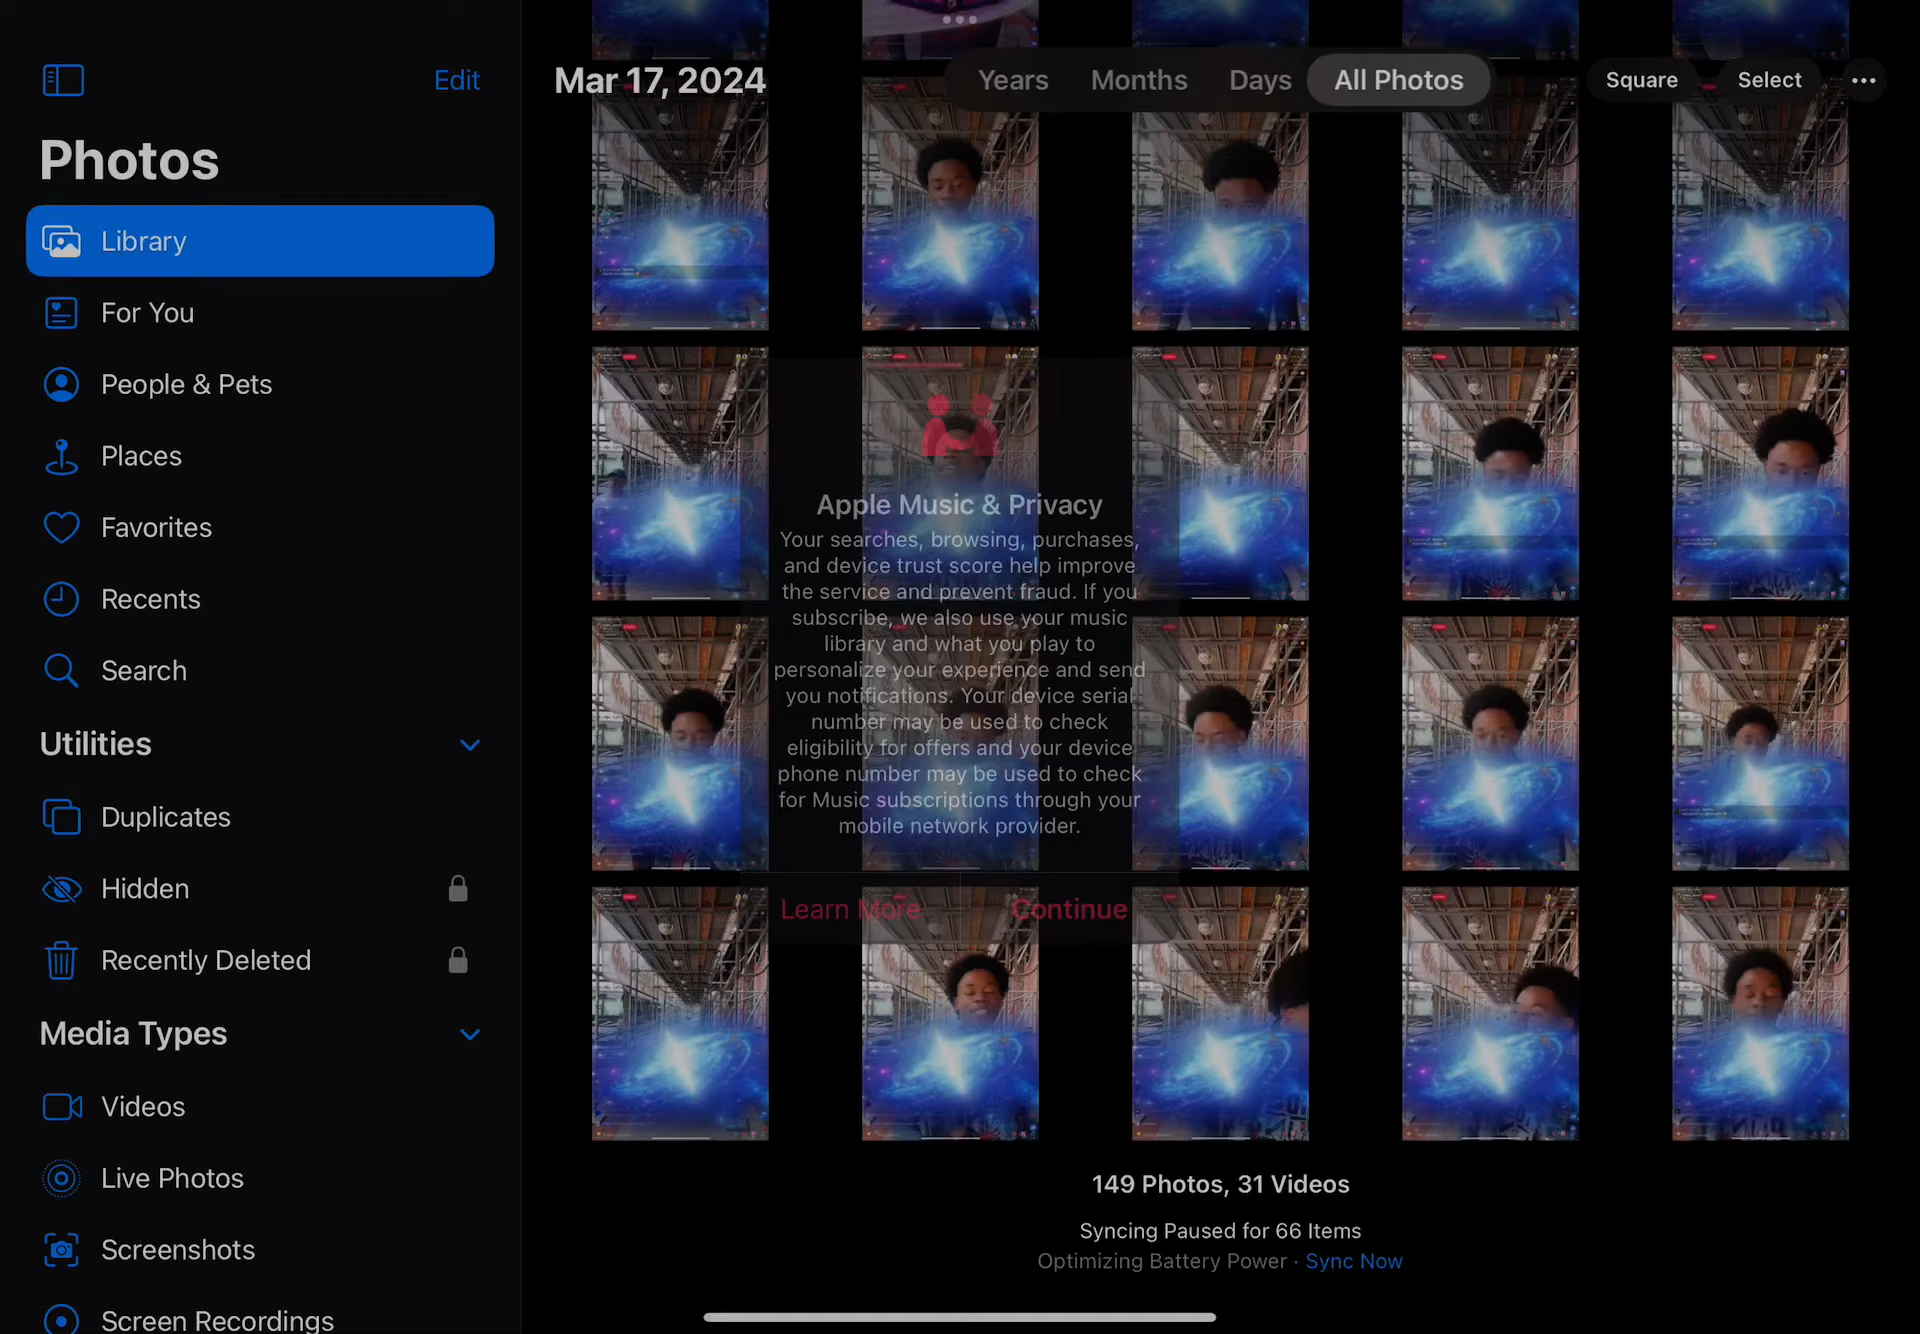 Edit
Photos
Library
For You
People & Pets
Places
Favorites
Recents
Search
Utilities
Duplicates
Hidden
Recently Deleted
Media Types
Videos
Live Photos
Screenshots
Screen Recordings
Mar 17, 2024
Years Months Days All Photos
Square Select
Apple Music & Privacy
Your searches, browsing, purchases,
and device trust score help improve
the service and prevent fraud. If you
subscribe, we also use your music
library and what you play to
personalize your experience and send
you notifications. Your device serial
number may be used to check
eligibility for offers and your device
phone number may be used to check
for Music subscriptions through your
mobile network provider.
Learn More Continue
149 Photos, 31 Videos
Syncing Paused for 66 Items
Optimizing Battery Power · Sync Now